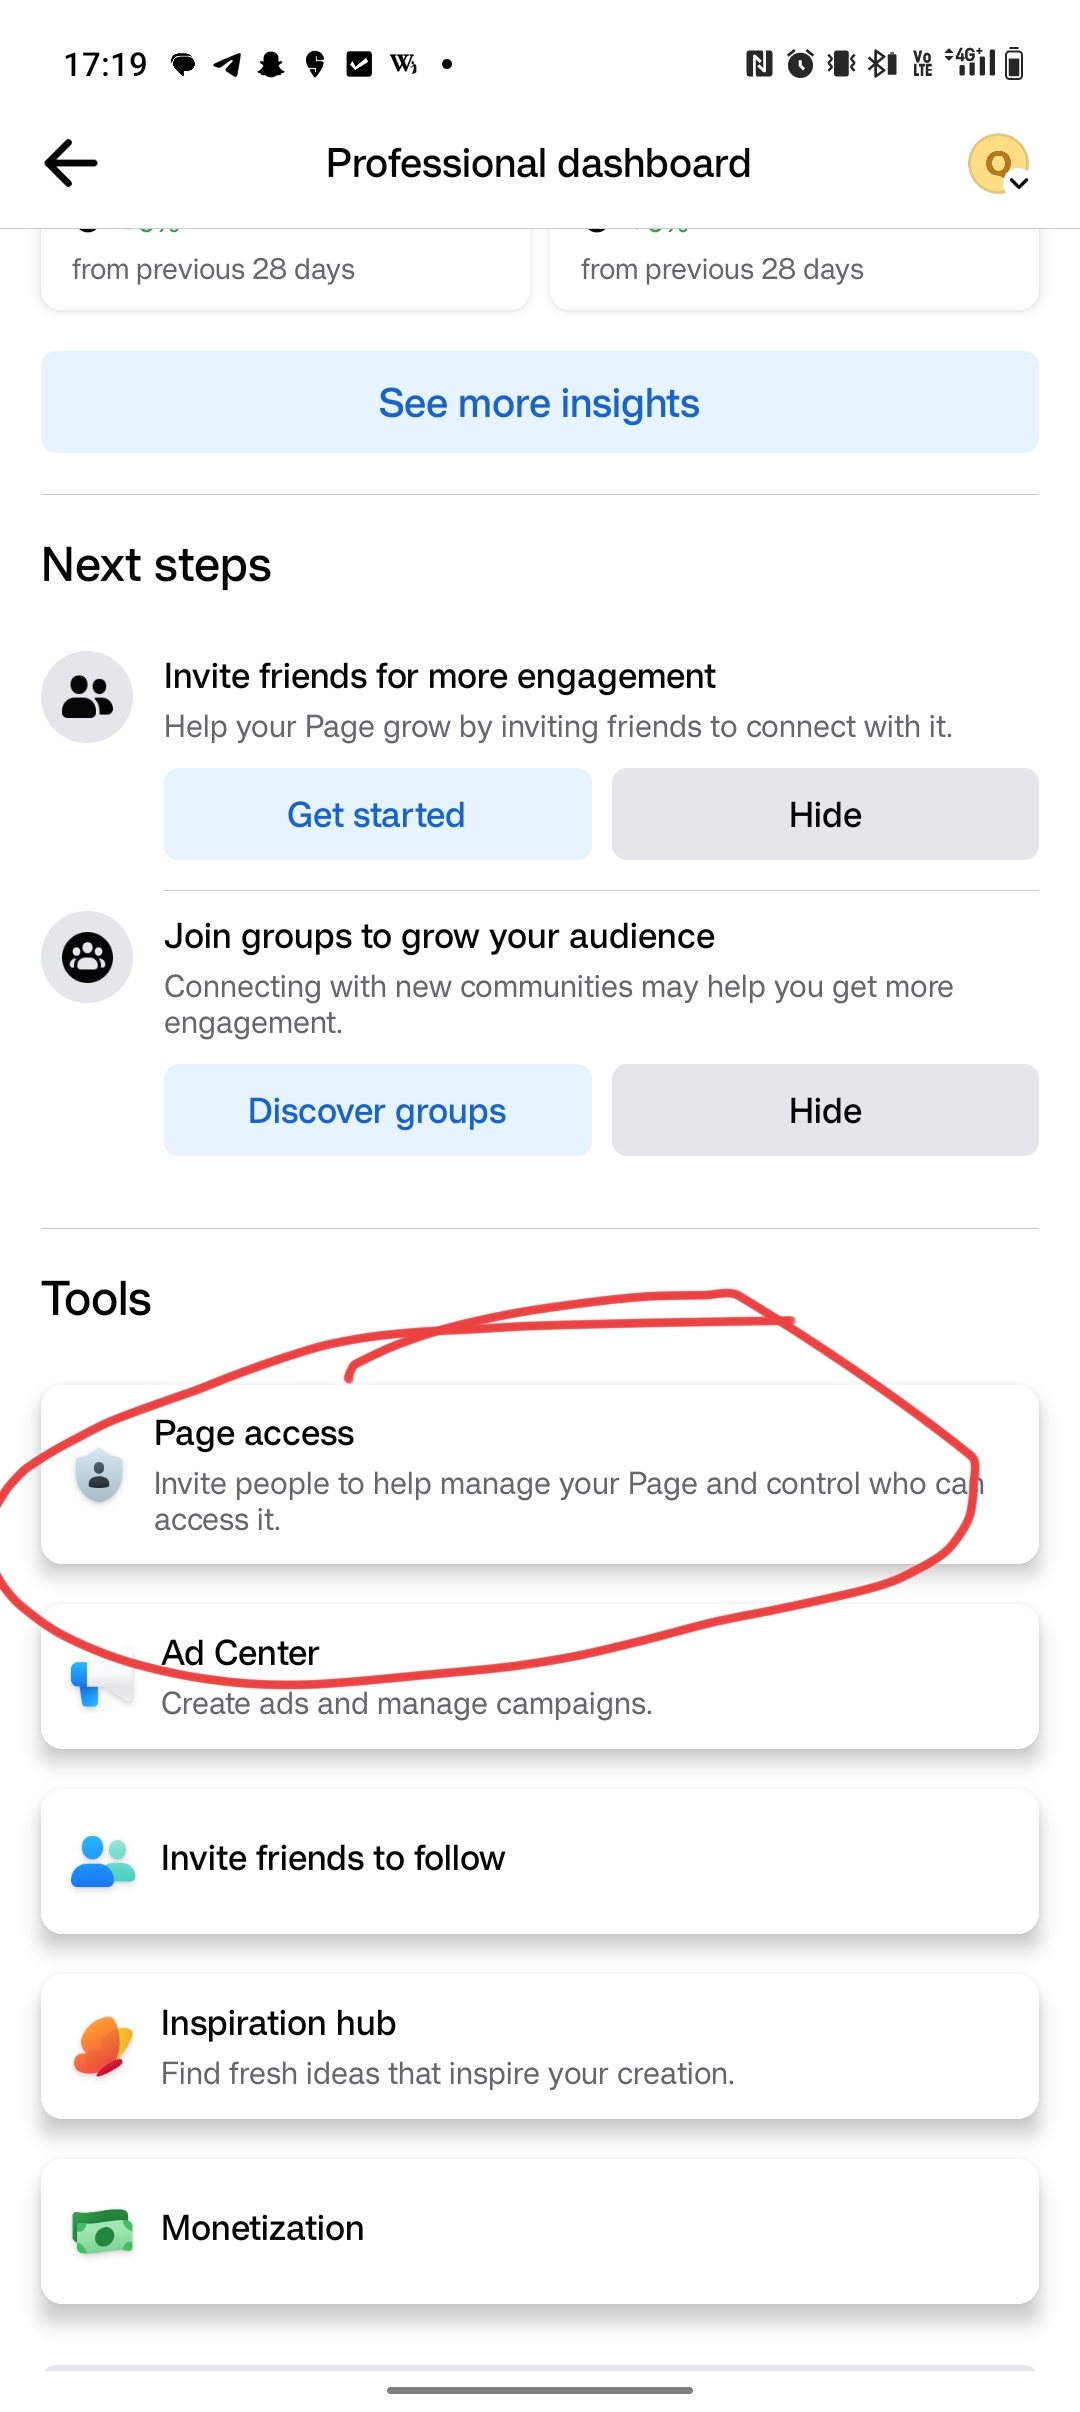 17:19
Professional dashboard
from previous 28 days
from previous 28 days
See more insights
Next steps
Invite friends for more engagement
Help your Page grow by inviting friends to connect with it.
Get started
Hide
Join groups to grow your audience
Connecting with new communities may help you get more
engagement.
Discover groups
Hide
Tools
Page access
Invite people to help manage your Page and control who can
access it.
Ad Center
Create ads and manage campaigns.
Invite friends to follow
Inspiration hub
Find fresh ideas that inspire your creation.
Monetization